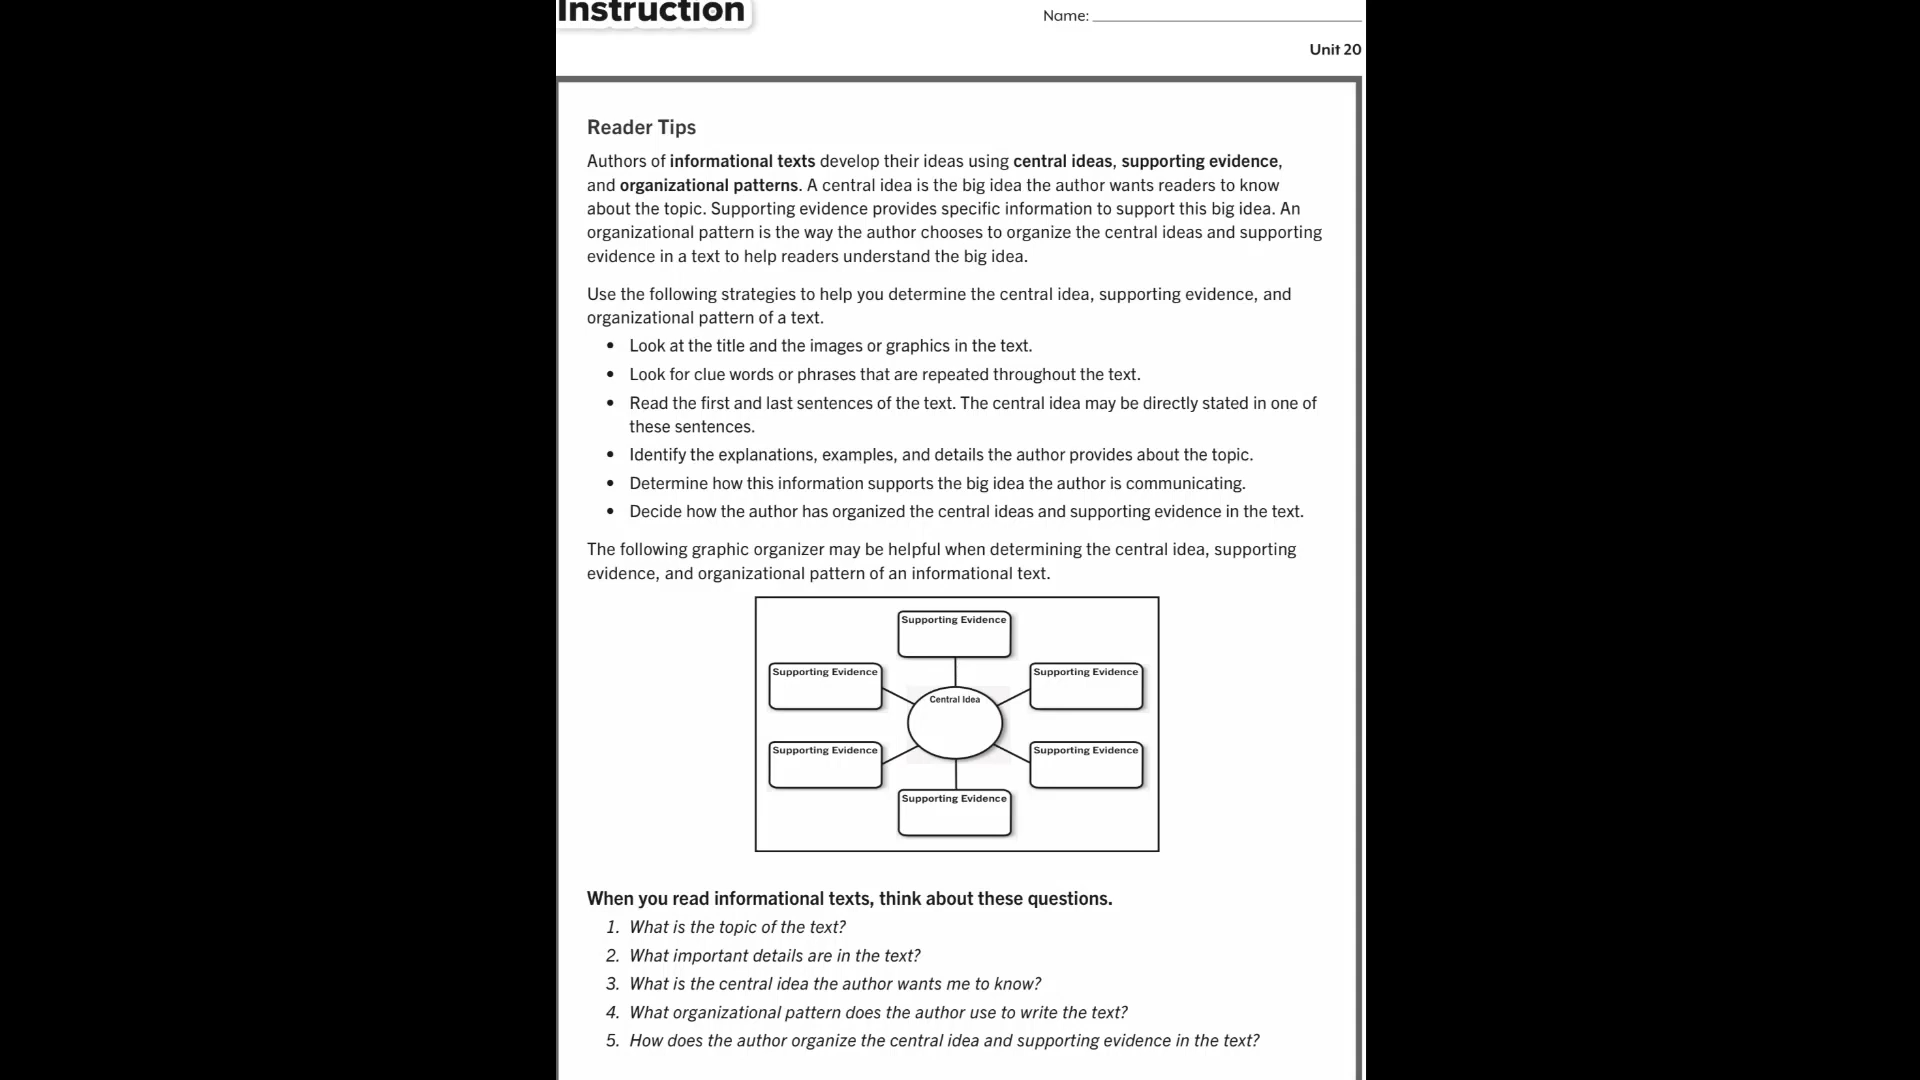 Instruction
Name:
Unit 20
Reader Tips
Authors of informational texts develop their ideas using central ideas, supporting evidence,
and organizational patterns. A central idea is the big idea the author wants readers to know
about the topic. Supporting evidence provides specific information to support this big idea. An
organizational pattern is the way the author chooses to organize the central ideas and supporting
evidence in a text to help readers understand the big idea.
Use the following strategies to help you determine the central idea, supporting evidence, and
organizational pattern of a text.
• Look at the title and the images or graphics in the text.
• Look for clue words or phrases that are repeated throughout the text.
• Read the first and last sentences of the text. The central idea may be directly stated in one of
these sentences.
• Identify the explanations, examples, and details the author provides about the topic.
• Determine how this information supports the big idea the author is communicating.
• Decide how the author has organized the central ideas and supporting evidence in the text.
The following graphic organizer may be helpful when determining the central idea, supporting
evidence, and organizational pattern of an informational text.
Supporting Evidence
Supporting Evidence
Supporting Evidence
Central Idea
Supporting Evidence
Supporting Evidence
Supporting Evidence
When you read informational texts, think about these questions.
1. What is the topic of the text?
2. What important details are in the text?
3. What is the central idea the author wants me to know?
4. What organizational pattern does the author use to write the text?
5. How does the author organize the central idea and supporting evidence in the text?